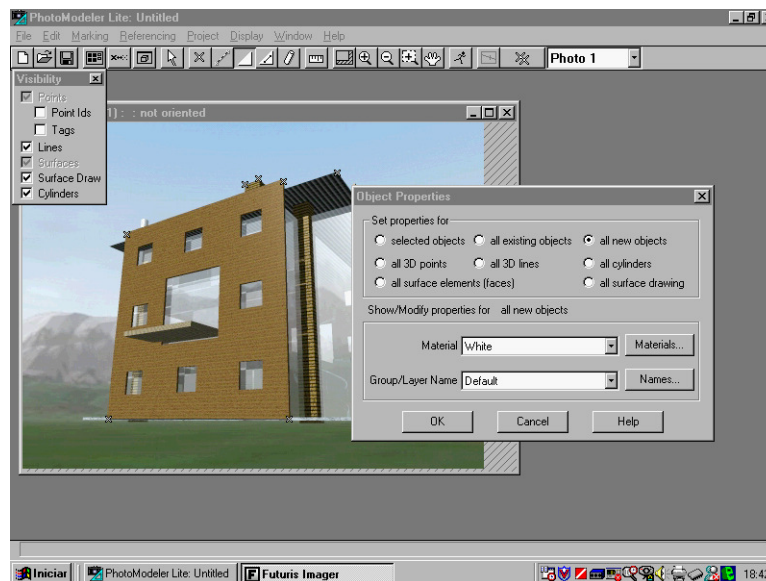 PhotoModeler Lite: Untitled
File Edit Marking Referencing Project Display Window Help
Photo 1
Visibility
Points
Point Ids
Tags
Lines
Surfaces
Surface Draw
Cylinders
1) : : not oriented
Object Properties
Set properties for
selected objects all existing objects all new objects
all 3D points all 3D lines all cylinders
all surface elements (faces) all surface drawing
Show/Modify properties for all new objects
Material White Materials...
Group/Layer Name Default Names...
OK Cancel Help
Iniciar PhotoModeler Lite: Untitled Futuris Imager